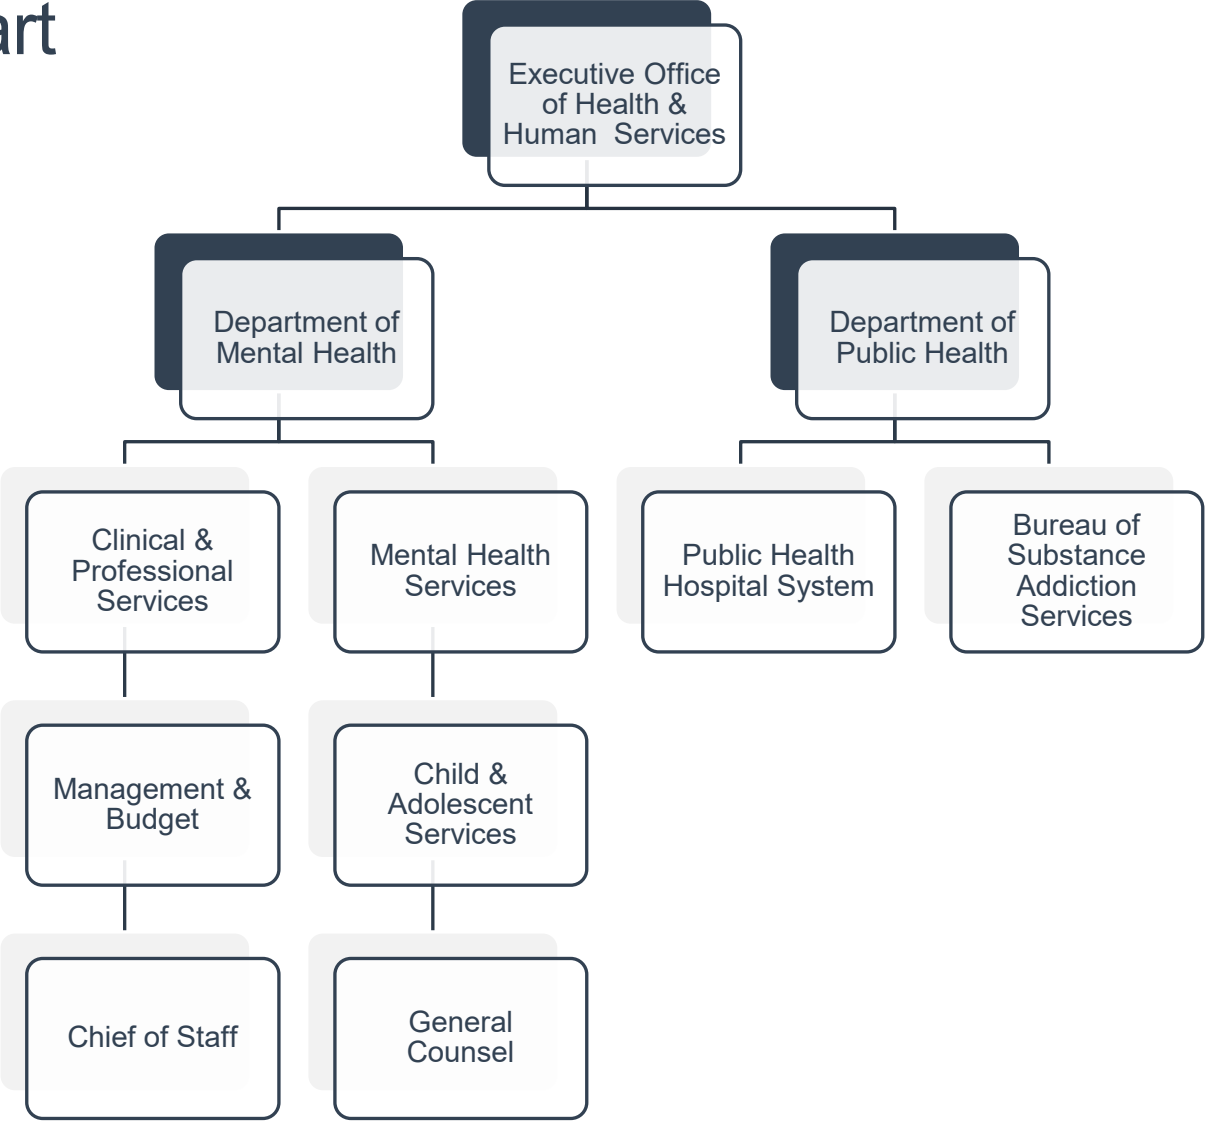 art
Executive Office
of Health &
Human  Services
Department of
Mental Health
Department of
Public Health
Clinical &
Professional
Services
Mental Health
Services
Public Health
Hospital System
Bureau of
Substance
Addiction
Services
Management &
Budget
Child &
Adolescent
Services
Chief of Staff
General
Counsel